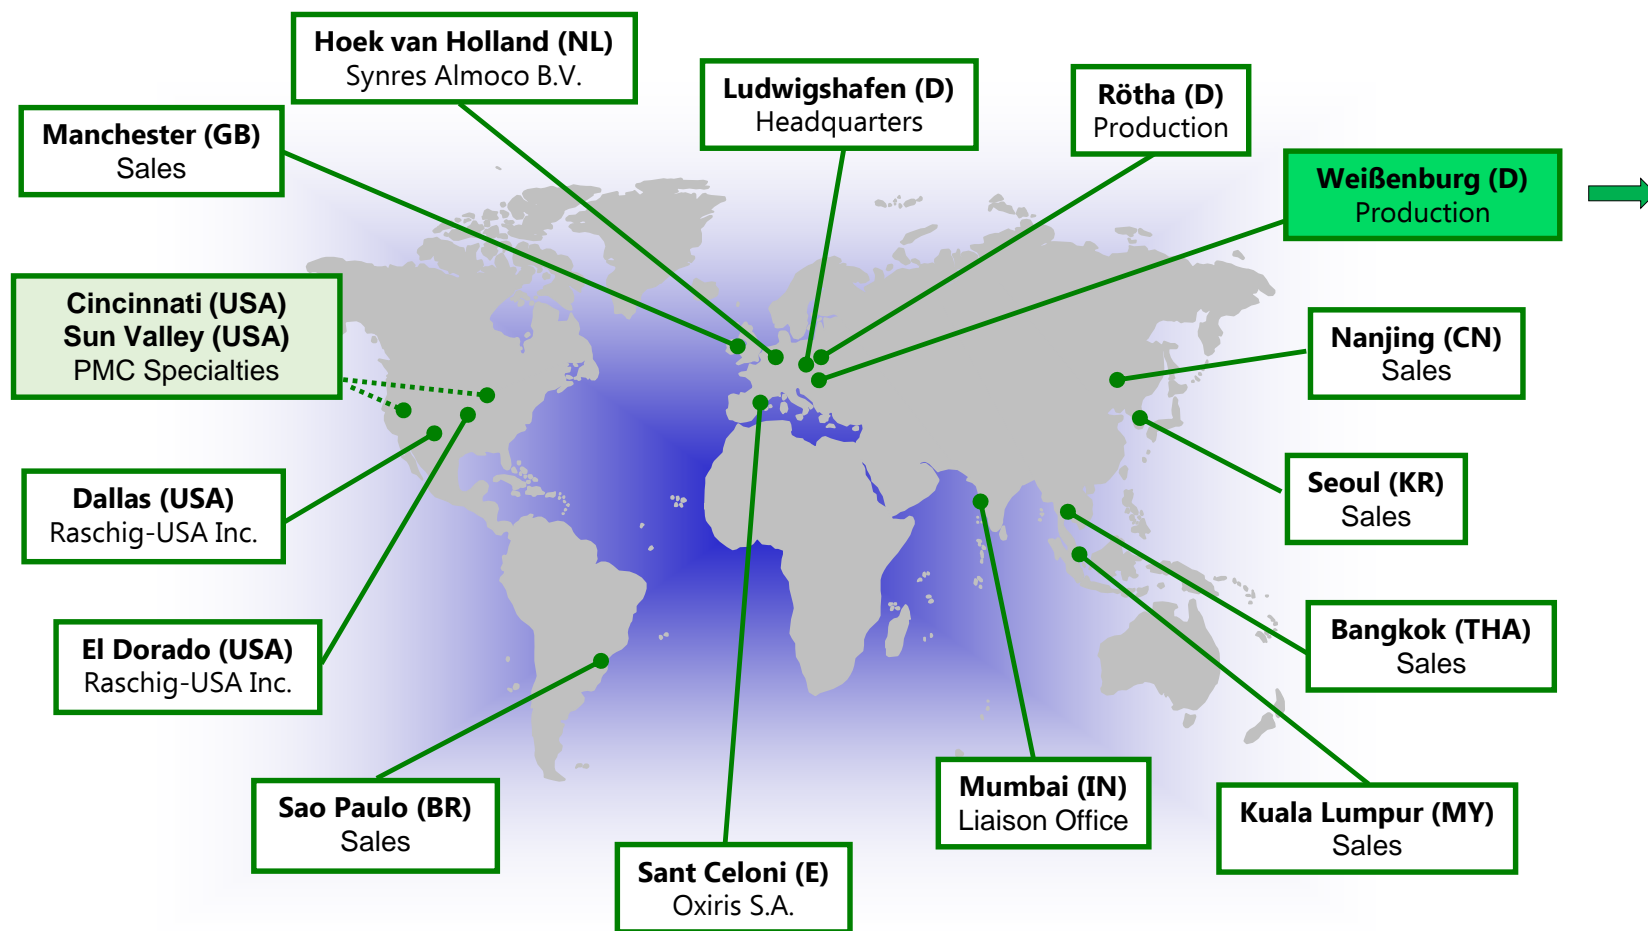 Hoek van Holland (NL)
Synres Almoco B.V.
Ludwigshafen (D)
Headquarters
Rötha (D)
Production
Manchester (GB)
Sales
Weißenburg (D)
Production
Cincinnati (USA)
Sun Valley (USA)
PMC Specialties
Nanjing (CN)
Sales
Dallas (USA)
Raschig-USA Inc.
Seoul (KR)
Sales
El Dorado (USA)
Raschig-USA Inc.
Bangkok (THA)
Sales
Sao Paulo (BR)
Sales
Mumbai (IN)
Liaison Office
Kuala Lumpur (MY)
Sales
Sant Celoni (E)
Oxiris S.A.